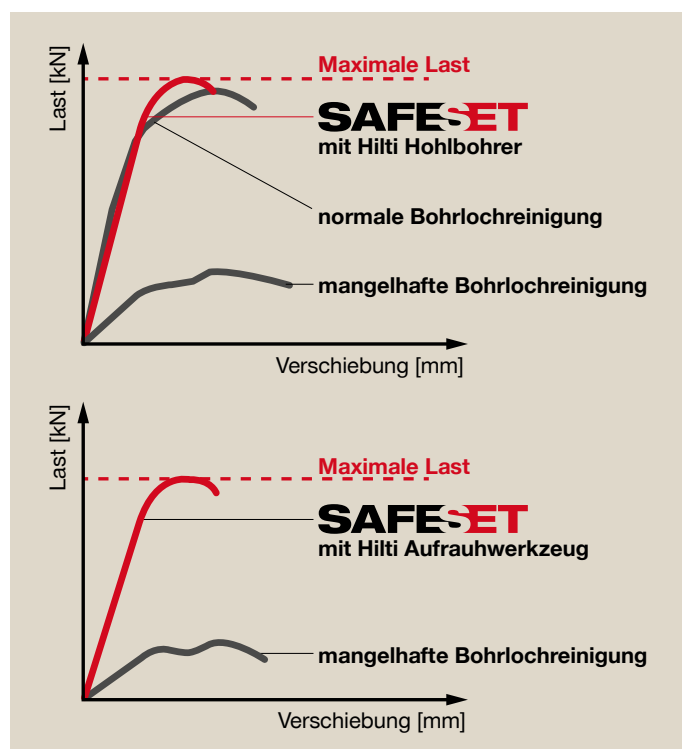 Last [kN]
Maximale Last
SAFESET
mit Hilti Hohlbohrer
normale Bohrlochreinigung
mangelhafte Bohrlochreinigung
Verschiebung [mm]
Last [kN]
Maximale Last
SAFESET
mit Hilti Aufrauhwerkzeug
mangelhafte Bohrlochreinigung
Verschiebung [mm]